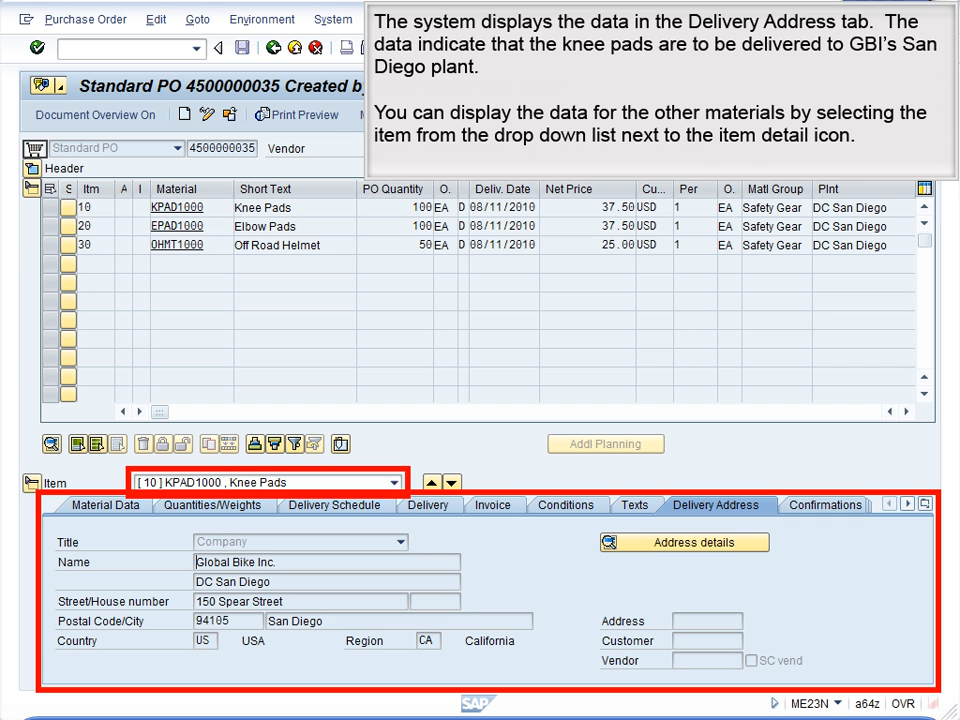 Purchase Order Edit Goto Environment System
The system displays the data in the Delivery Address tab. The
data indicate that the knee pads are to be delivered to GBI's San
Diego plant.
You can display the data for the other materials by selecting the
item from the drop down list next to the item detail icon.
Standard PO 4500000035 Created by
Document Overview On Print Preview
Standard PO 4500000035 Vendor
Header
S Itm A I Material Short Text PO Quantity O. Deliv. Date Net Price Cu... Per O. Matl Group Plnt
10 KPAD1000 Knee Pads 100 EA D 08/11/2010 37.50 USD 1 EA Safety Gear DC San Diego
20 EPAD1000 Elbow Pads 100 EA D 08/11/2010 37.50 USD 1 EA Safety Gear DC San Diego
30 OHMT1000 Off Road Helmet 50 EA D 08/11/2010 25.00 USD 1 EA Safety Gear DC San Diego
Addl Planning
Item [ 10 ] KPAD1000 , Knee Pads
Material Data Quantities/Weights Delivery Schedule Delivery Invoice Conditions Texts Delivery Address Confirmations
Title Company Address details
Name Global Bike Inc.
DC San Diego
Street/House number 150 Spear Street
Postal Code/City 94105 San Diego Address
Country US USA Region CA California Customer
Vendor SC vend
SAP ME23N a64z OVR